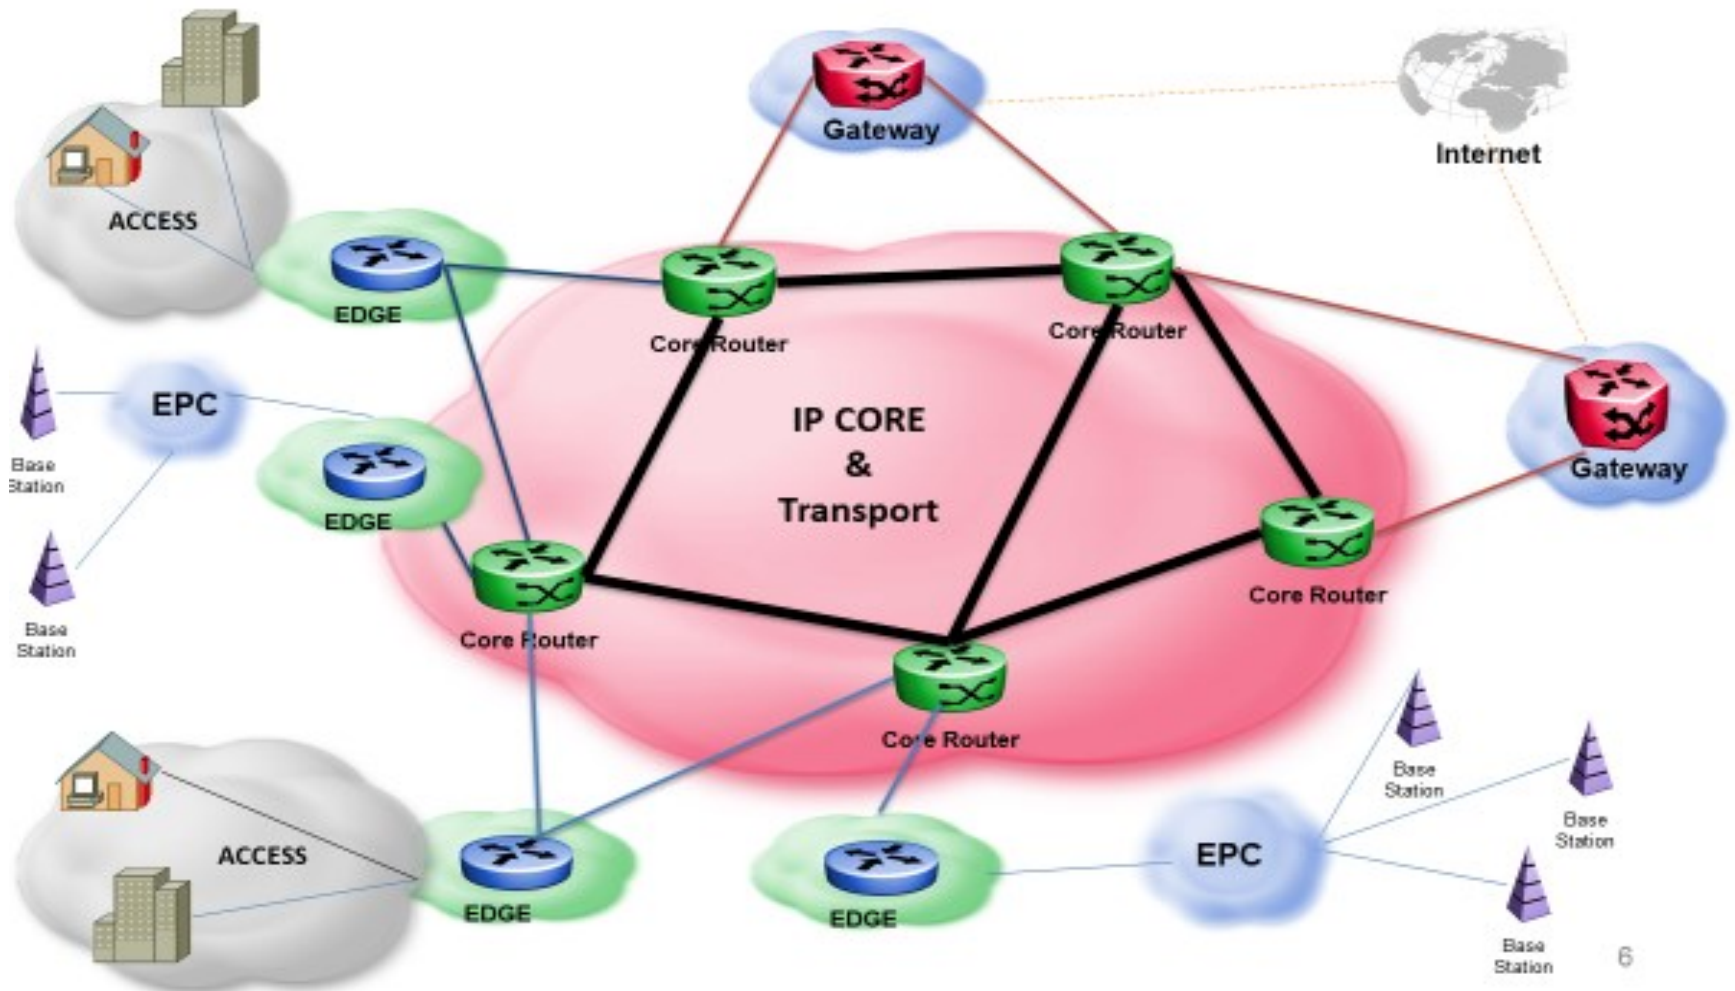 Gateway
Internet
ACCESS
EDGE
Core Router
Core Router
EPC
IP CORE
&
Transport
Base
Station
EDGE
Gateway
Core Router
Base
Station
Core Router
Core Router
Base
Station
Base
Station
ACCESS
EPC
EDGE
EDGE
Base
Station
6